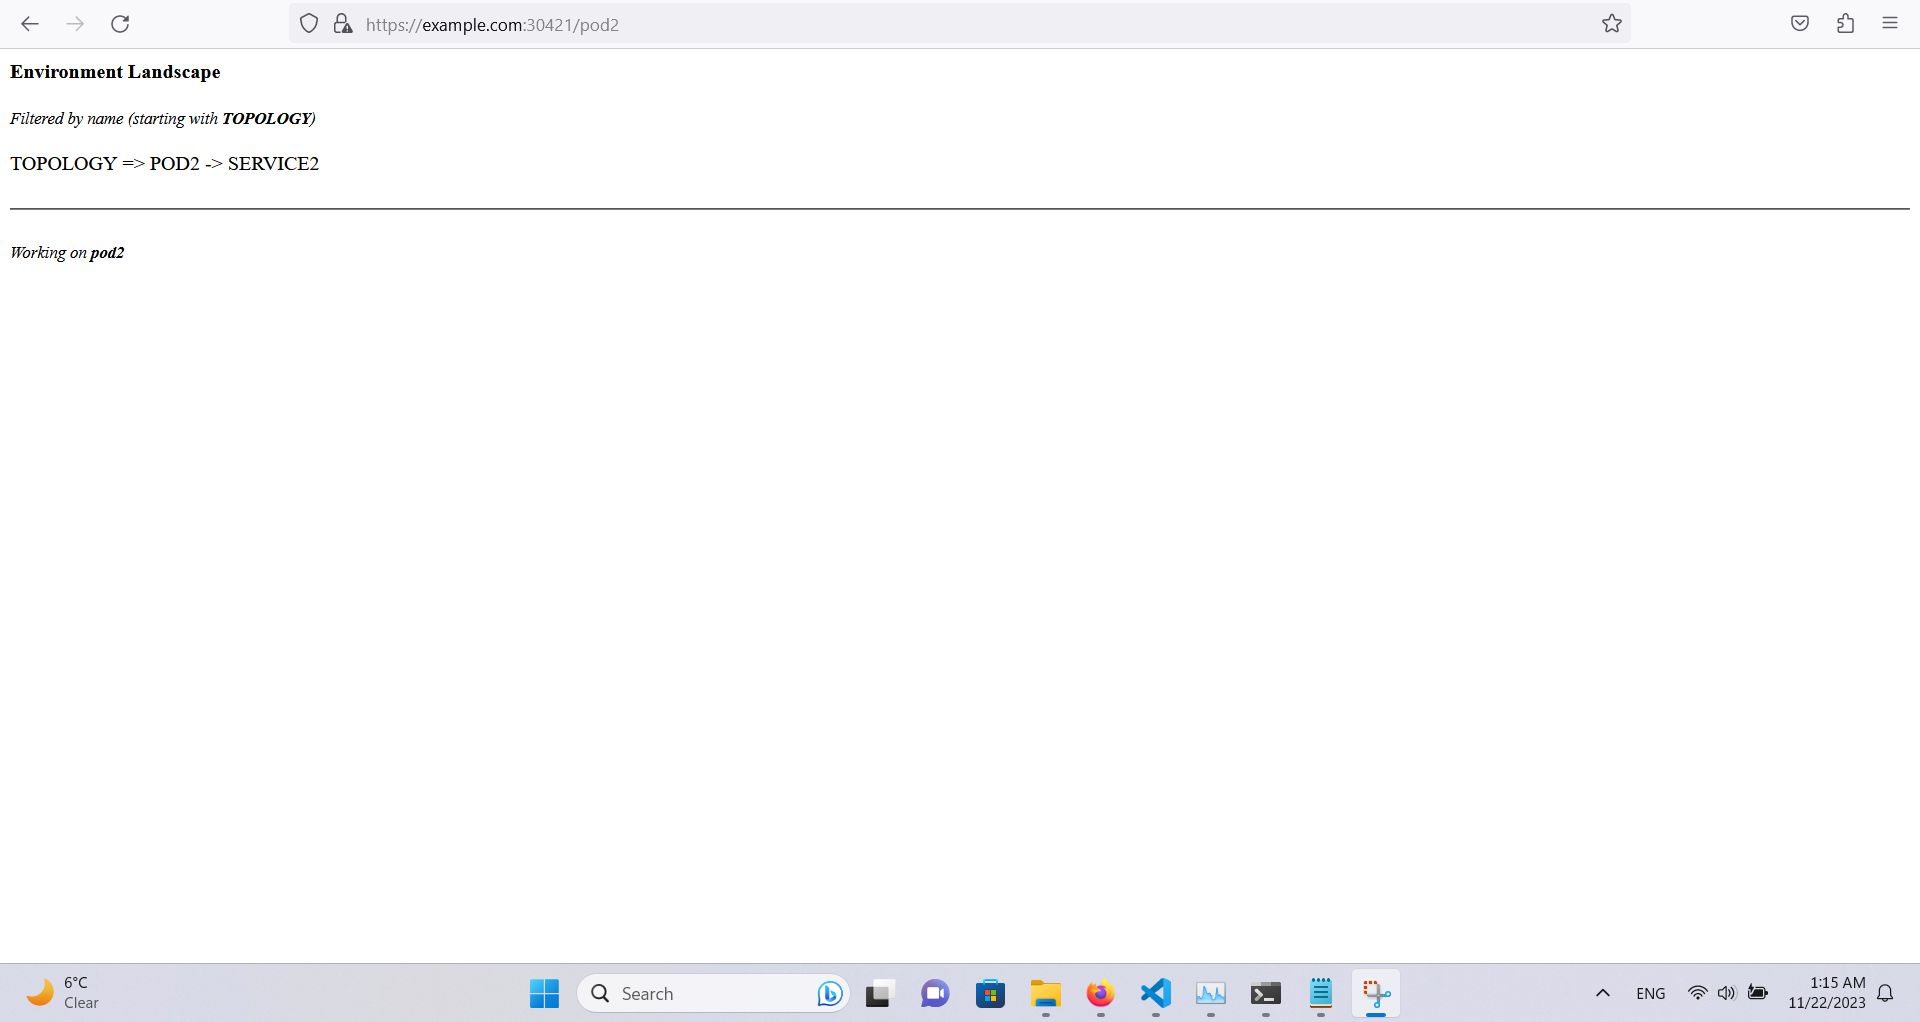 https://example.com:30421/pod2
Environment Landscape
Filtered by name (starting with TOPOLOGY)
TOPOLOGY => POD2 -> SERVICE2
Working on pod2
6°C
Clear
Search
ENG
1:15 AM
11/22/2023